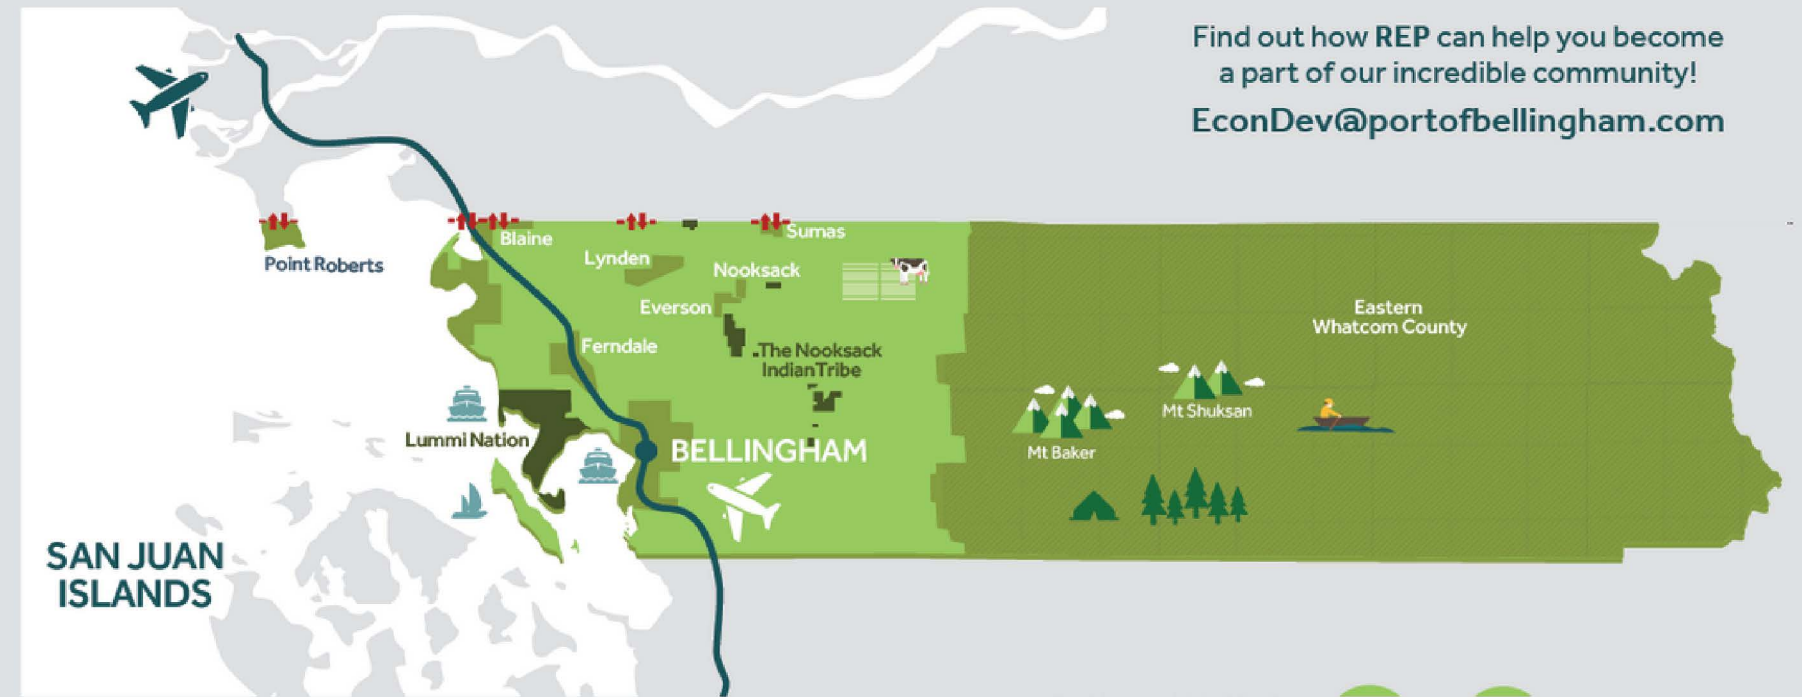 Find out how REP can help you become
a part of our incredible community!
EconDev@portofbellingham.com
Blaine
Sumas
Point Roberts
Lynden
Nooksack
Everson
Eastern
Whatcom County
Ferndale
The Nooksack
Indian Tribe
Mt Shuksan
Lummi Nation
BELLINGHAM
Mt Baker
SAN JUAN
ISLANDS